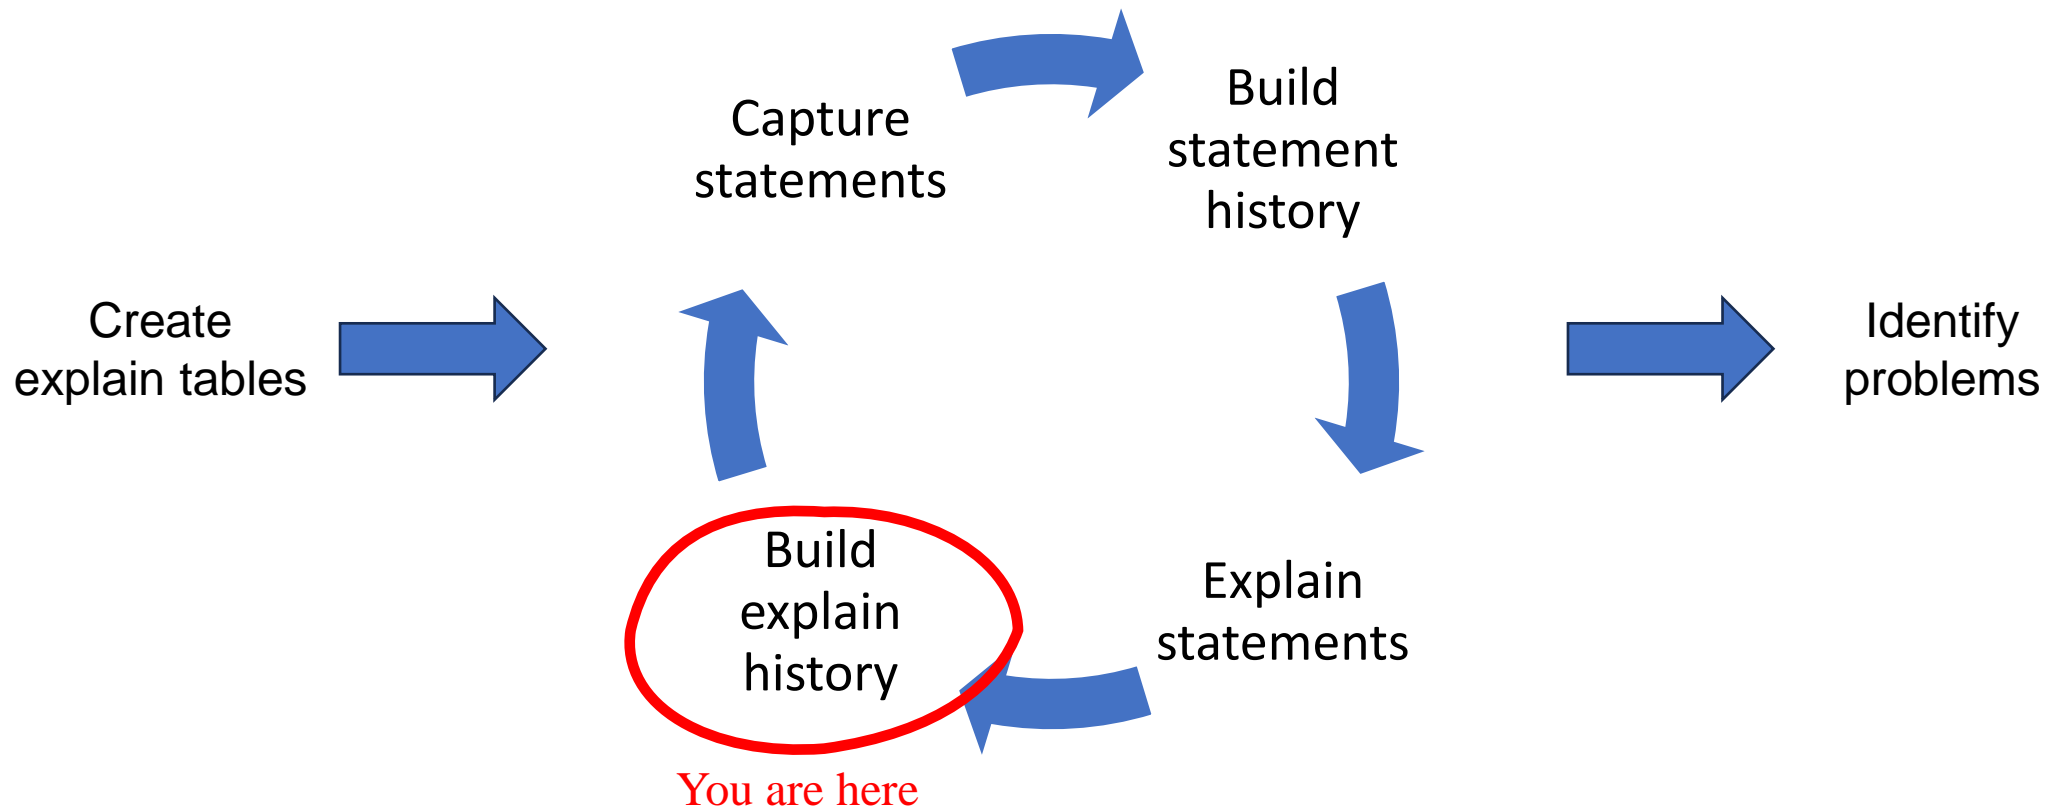 Create
explain tables
Capture
statements
Build
statement
history
Explain
statements
Build
explain
history
You are here
Identify
problems